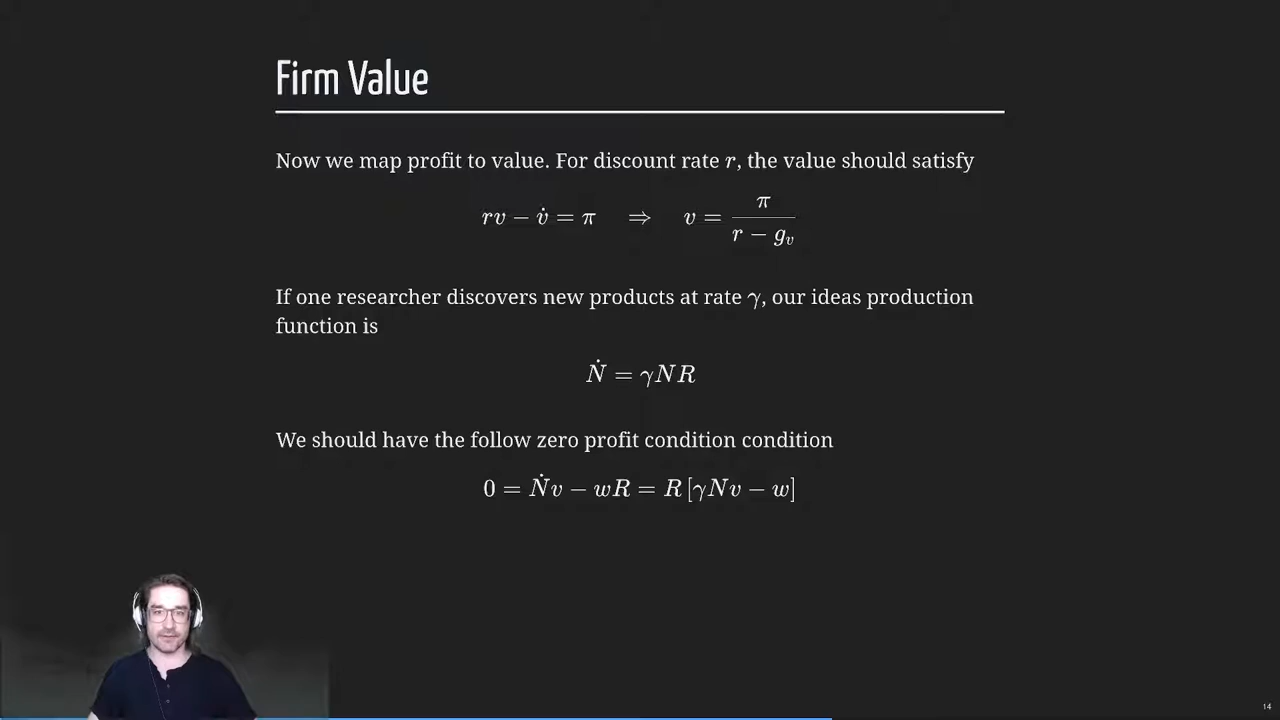 Firm Value
Now we map profit to value. For discount rate r, the value should satisfy
rv − v̇ = π ⇒ v = π / (r − g_v)
If one researcher discovers new products at rate γ, our ideas production
function is
Ṅ = γNR
We should have the follow zero profit condition condition
0 = Ṅv − wR = R [γNv − w]
14